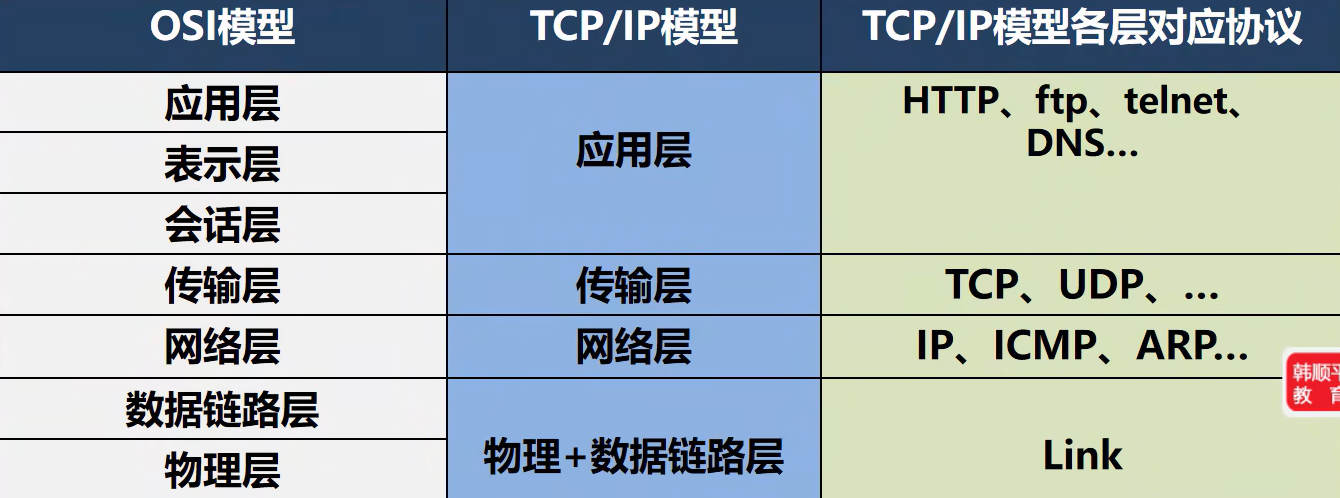 OSI模型
TCP/IP模型
TCP/IP模型各层对应协议
应用层
表示层
会话层
应用层
HTTP、ftp、telnet、
DNS...
传输层
传输层
TCP、UDP、...
网络层
网络层
IP、ICMP、ARP...
数据链路层
物理层
物理+数据链路层
Link
韩顺平
教 育